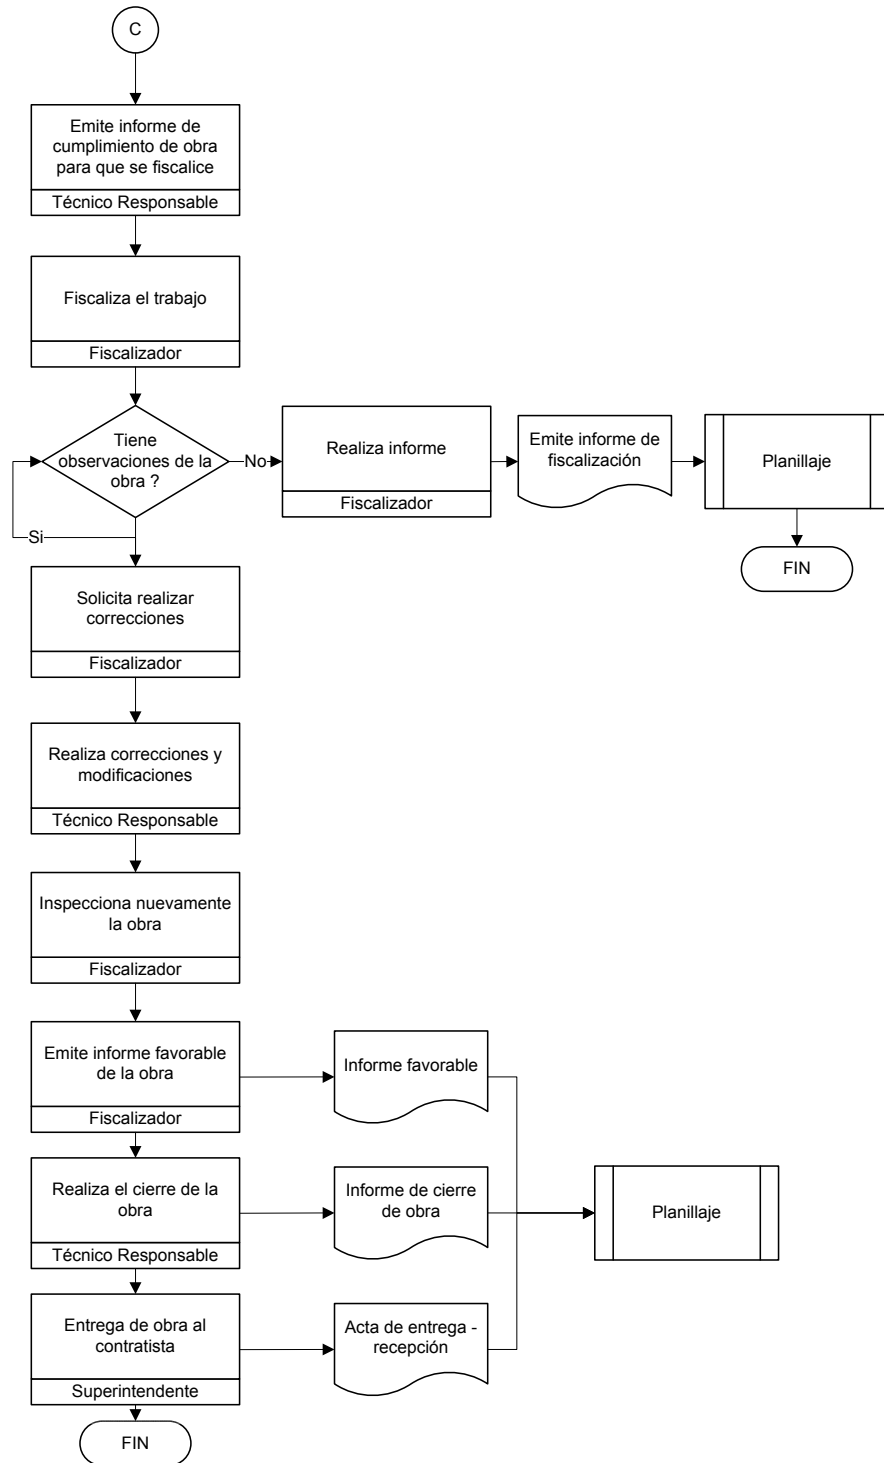 C
Emite informe de
cumplimiento de obra
para que se fiscalice
Técnico Responsable
Fiscaliza el trabajo
Fiscalizador
Tiene
observaciones de la
obra ?
No
Si
Realiza informe
Fiscalizador
Emite informe de
fiscalización
Planillaje
FIN
Solicita realizar
correcciones
Fiscalizador
Realiza correcciones y
modificaciones
Técnico Responsable
Inspecciona nuevamente
la obra
Fiscalizador
Emite informe favorable
de la obra
Fiscalizador
Informe favorable
Realiza el cierre de la
obra
Técnico Responsable
Informe de cierre
de obra
Planillaje
Entrega de obra al
contratista
Superintendente
Acta de entrega -
recepción
FIN